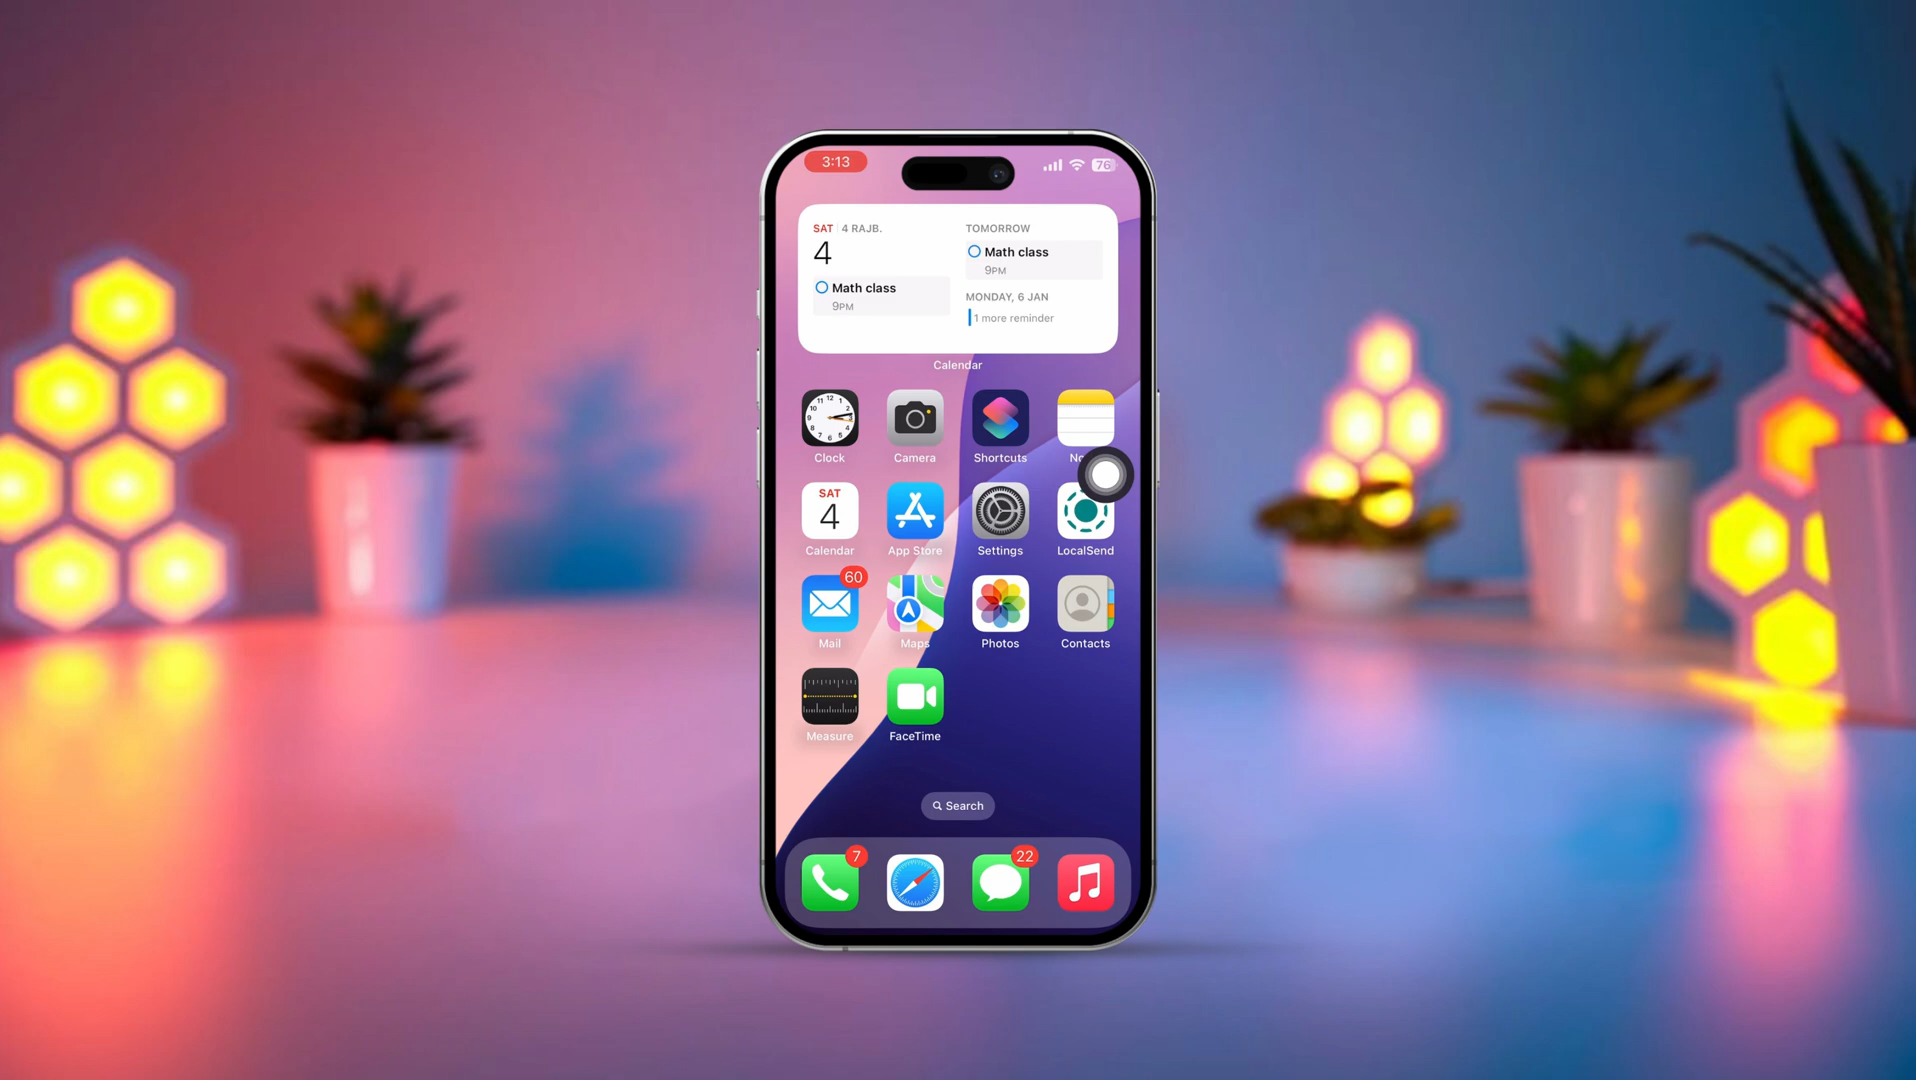 3:13
76
SAT 4 RAJB.
4
Math class
9PM
TOMORROW
Math class
9PM
MONDAY, 6 JAN
1 more reminder
Calendar
Clock
Camera
Shortcuts
SAT
4
Calendar
App Store
Settings
LocalSend
60
Mail
Maps
Photos
Contacts
Measure
FaceTime
Search
7
22